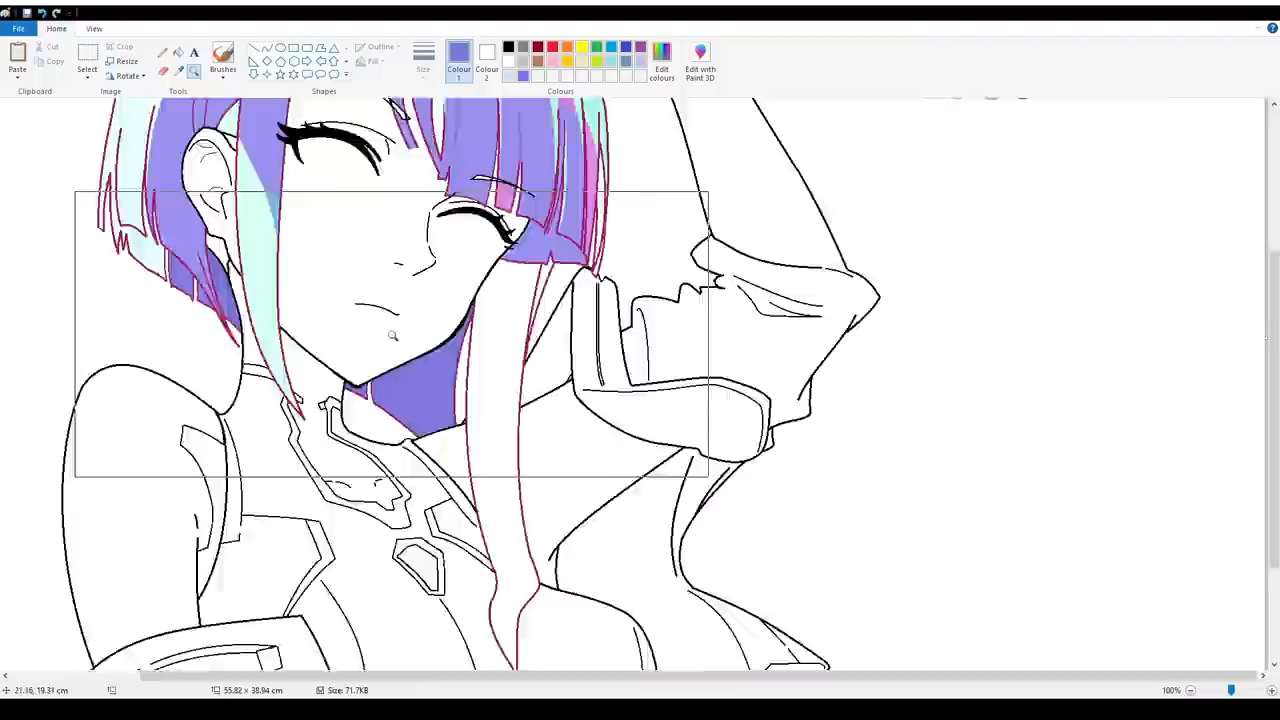 File Home View
Cut
Copy
Paste
Clipboard
Crop
Resize
Rotate
Select
Image
A
Tools
Brushes
Outline
Fill
Shapes
Size
Colour
1
Colour
2
Edit
colours
Colours
Edit with
Paint 3D
21.16, 19.31 cm
55.82 × 38.94 cm
Size: 71.7KB
100%